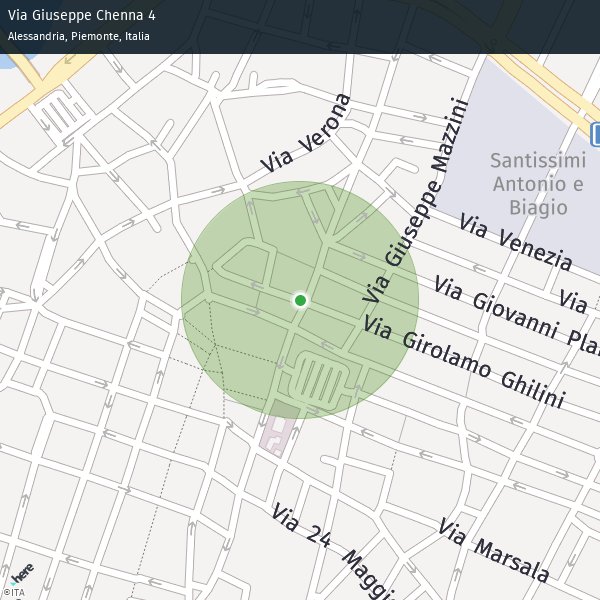 Via Giuseppe Chenna 4
Alessandria, Piemonte, Italia
Via Verona
Via Giuseppe Mazzini
Santissimi
Antonio e
Biagio
Via Venezia
Via
Via Giovanni Plan
Via Girolamo Ghilini
Via 24 Maggi
Via Marsala
here
©ITA